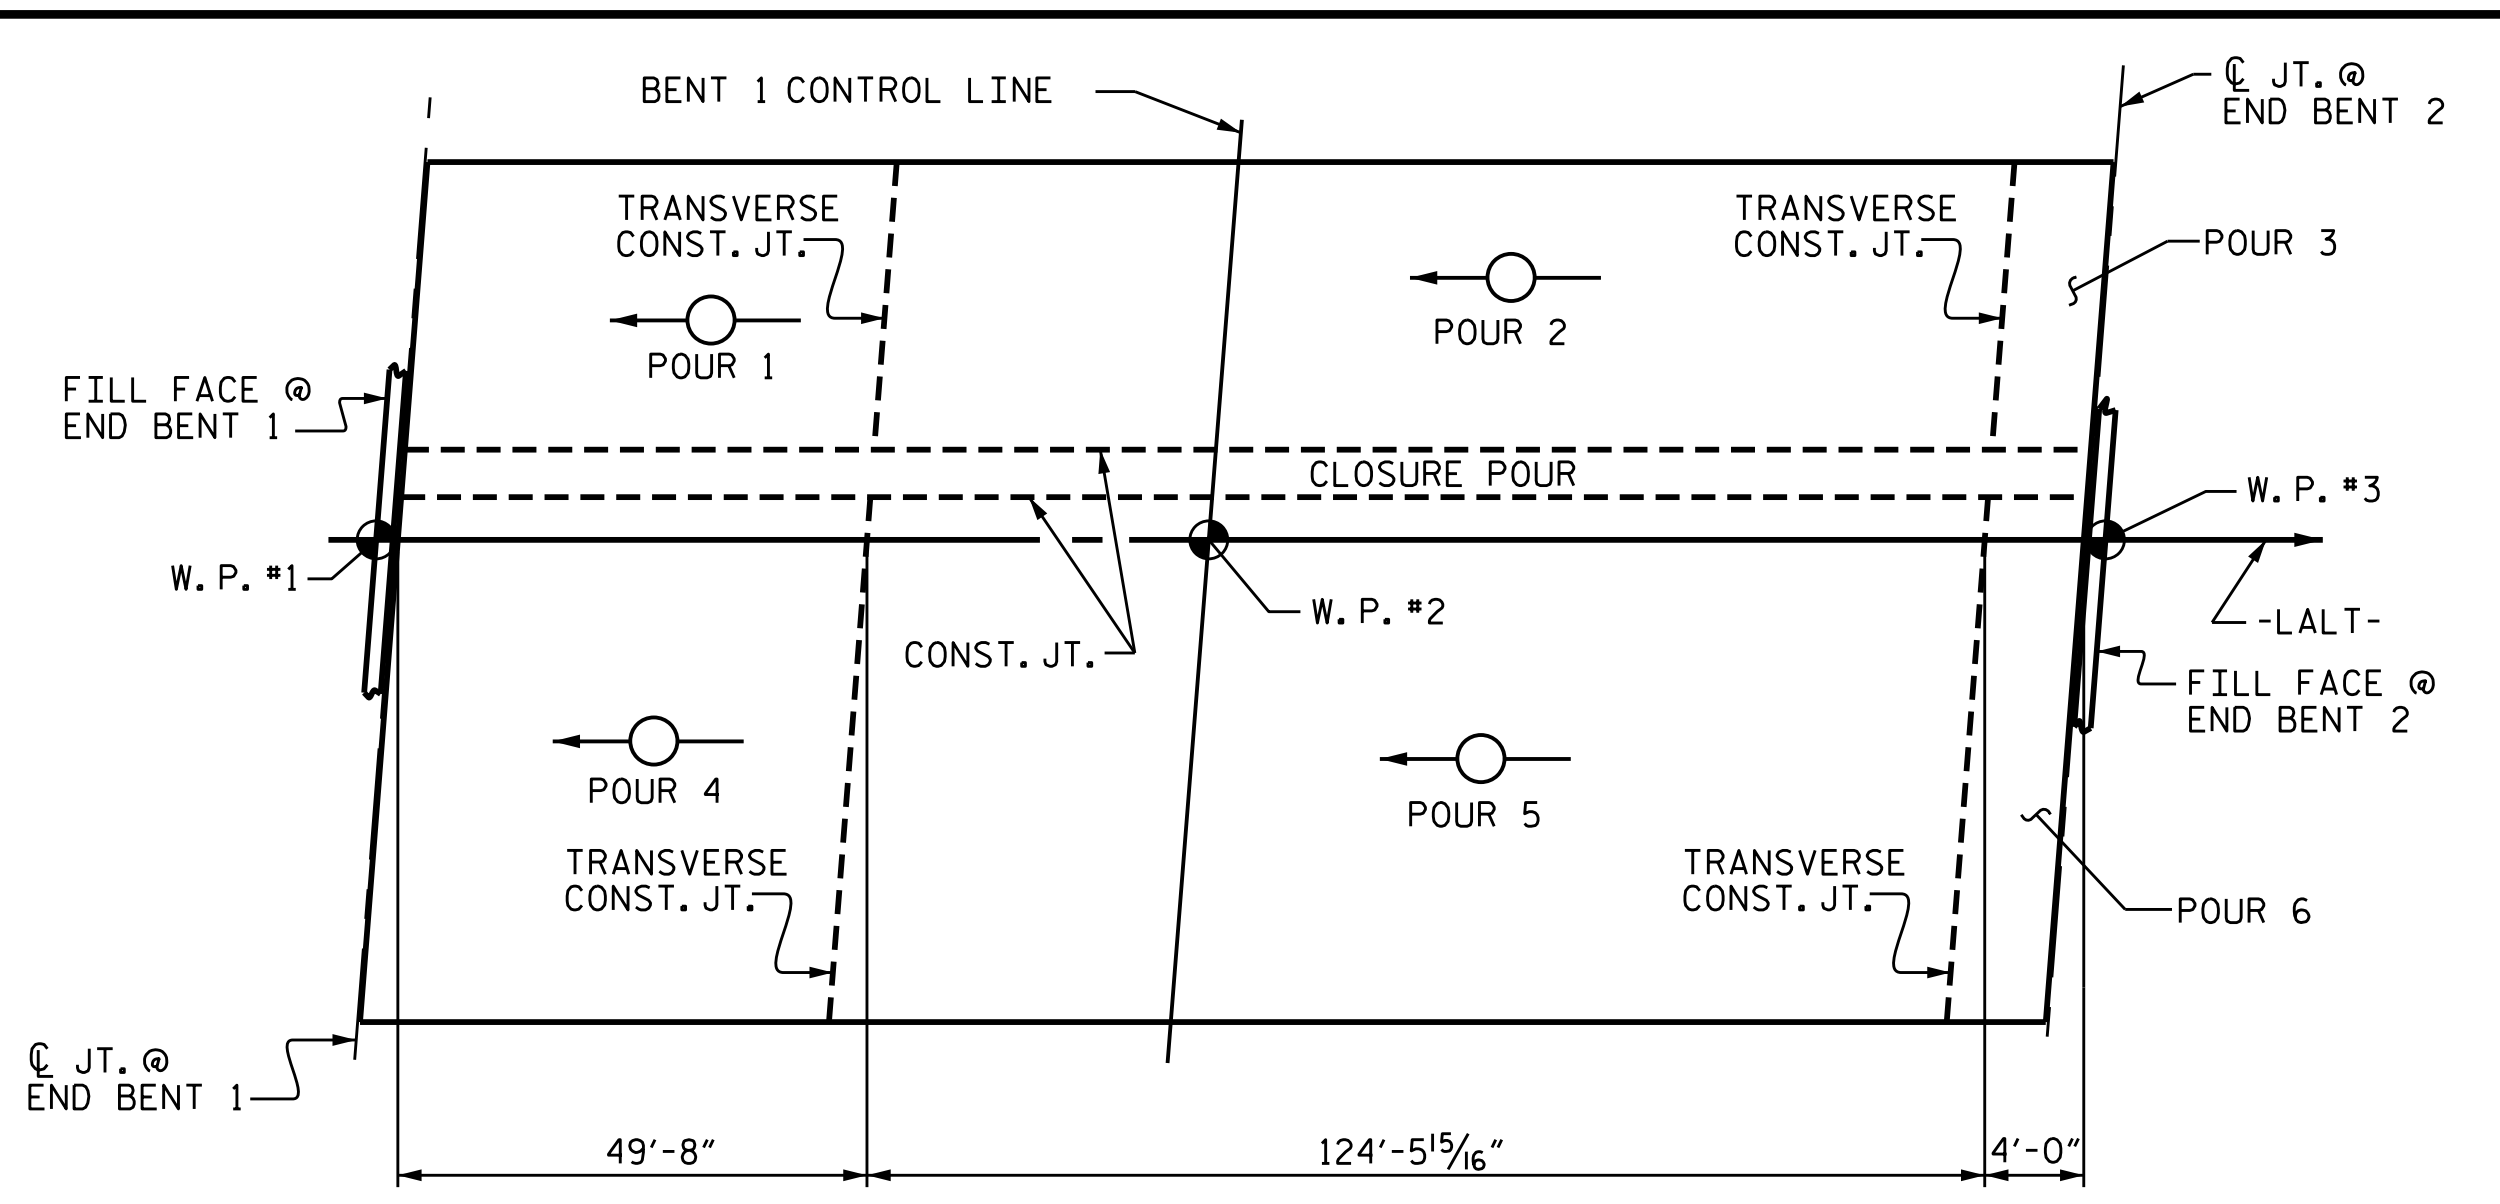 BENT 1 CONTROL LINE
℄ JT. @
END BENT 2
TRANSVERSE
CONST. JT.
TRANSVERSE
CONST. JT.
POUR 3
POUR 2
POUR 1
FILL FACE @
END BENT 1
CLOSURE POUR
W. P. #3
W. P. #1
W. P. #2
-LALT-
CONST. JT.
FILL FACE @
END BENT 2
POUR 4
POUR 5
TRANSVERSE
CONST. JT.
TRANSVERSE
CONST. JT.
POUR 6
℄ JT. @
END BENT 1
49'-8"
124'-5 15/16"
4'-0"